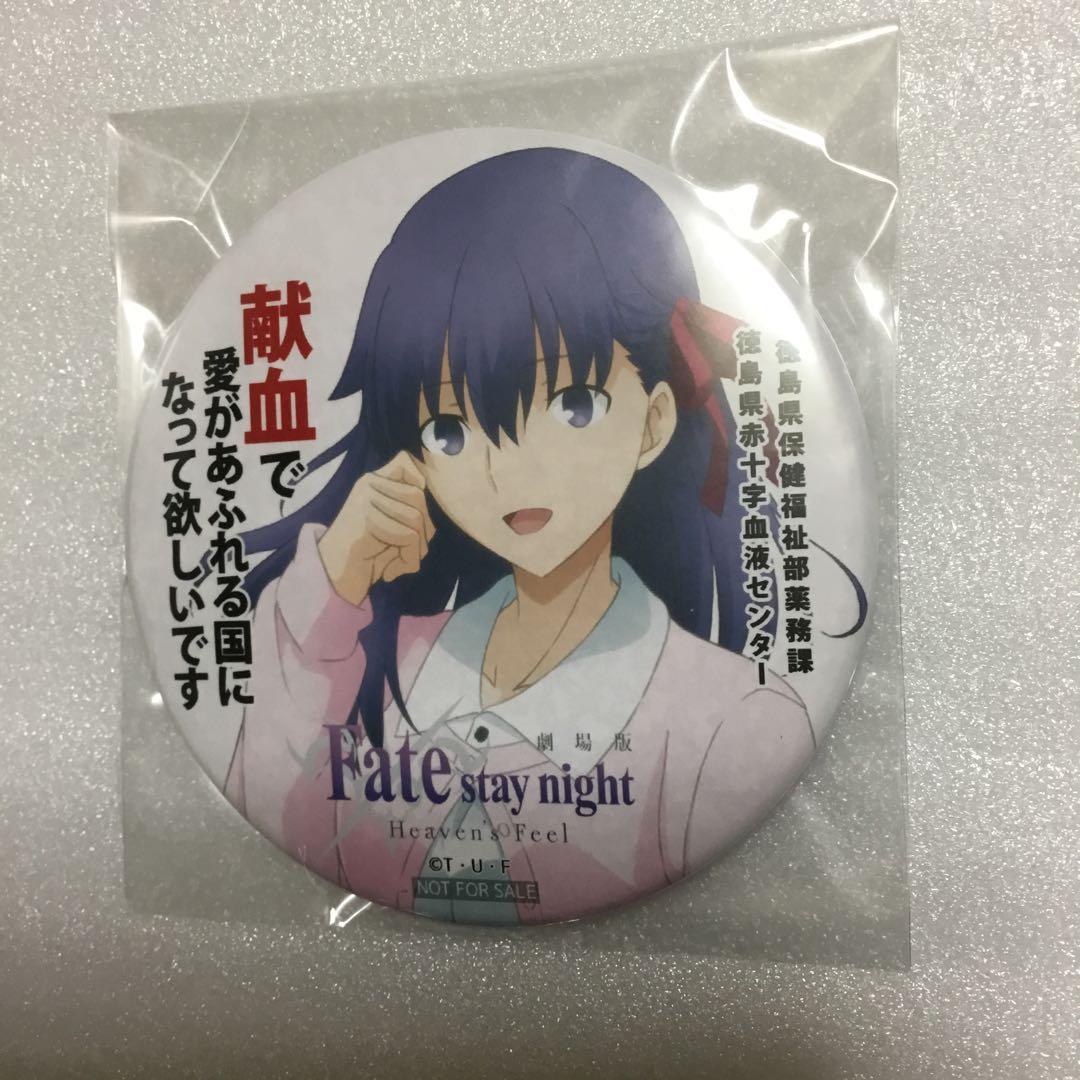 献血で
愛があふれる国に
なって欲しいです
徳島県保健福祉部薬務課
徳島県赤十字血液センター
劇場版
Fate stay night
Heaven's Feel
©T・U・F
NOT FOR SALE